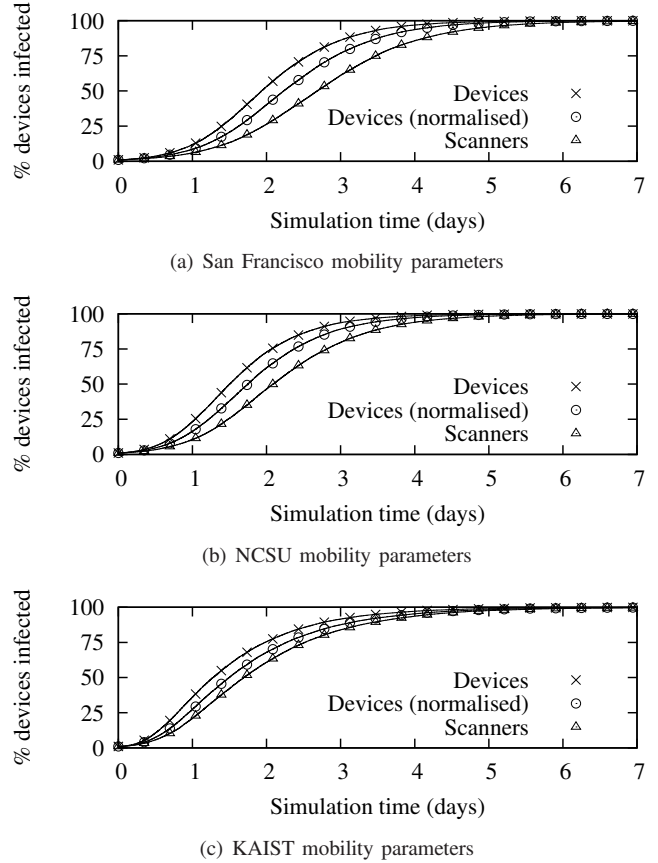 % devices infected
100
75
50
25
0
Devices
Devices (normalised)
Scanners
0 1 2 3 4 5 6 7
Simulation time (days)
(a) San Francisco mobility parameters
% devices infected
100
75
50
25
0
Devices
Devices (normalised)
Scanners
0 1 2 3 4 5 6 7
Simulation time (days)
(b) NCSU mobility parameters
% devices infected
100
75
50
25
0
Devices
Devices (normalised)
Scanners
0 1 2 3 4 5 6 7
Simulation time (days)
(c) KAIST mobility parameters